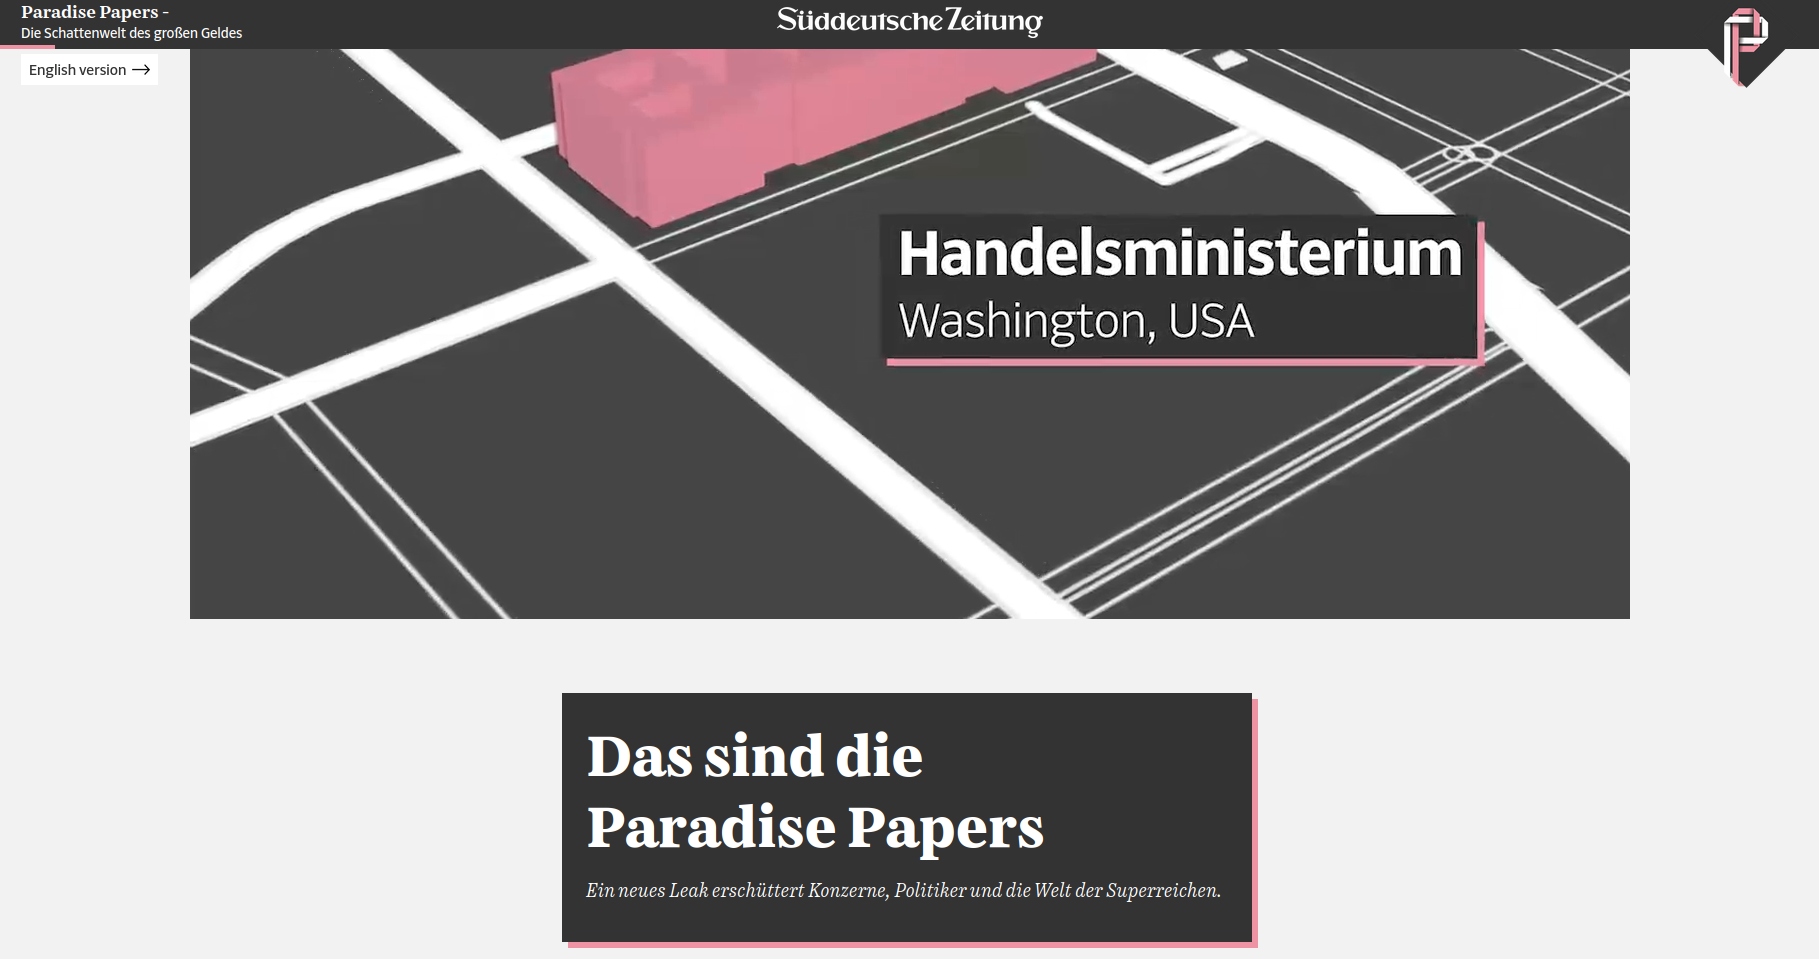 Paradise Papers -
Die Schattenwelt des großen Geldes
Süddeutsche Zeitung
English version →
Handelsministerium
Washington, USA
Das sind die
Paradise Papers
Ein neues Leak erschüttert Konzerne, Politiker und die Welt der Superreichen.